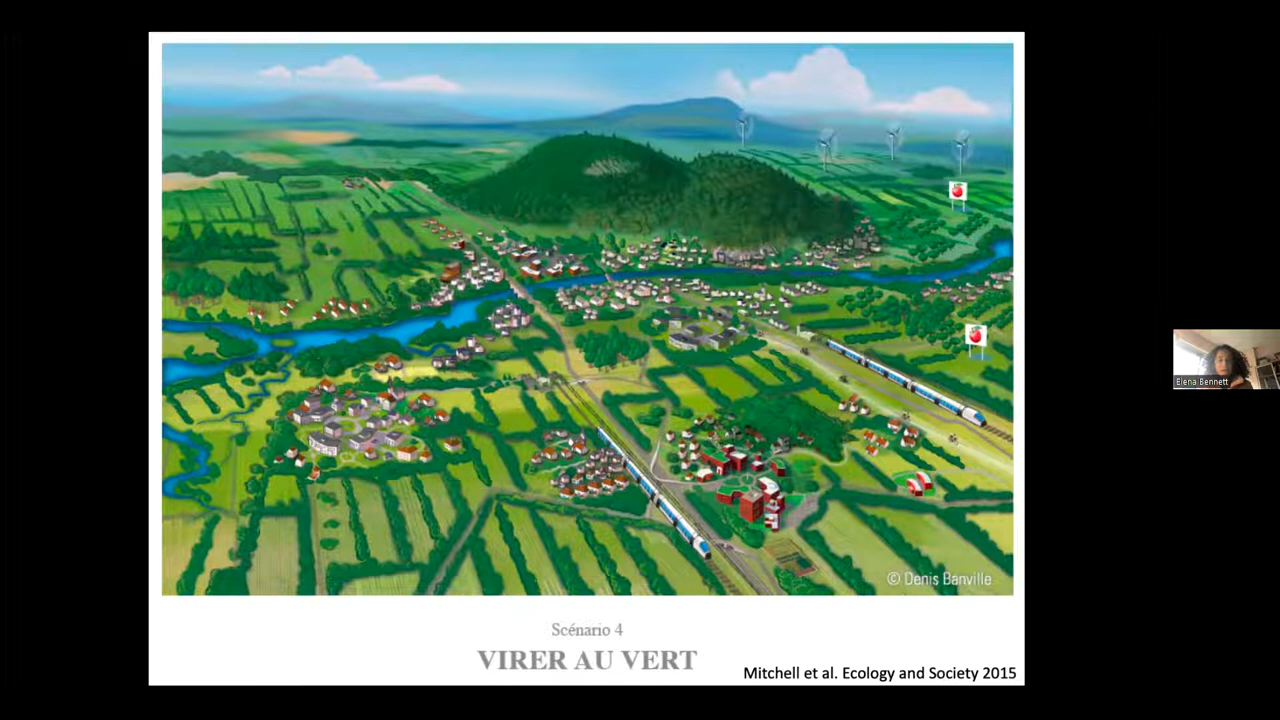 © Denis Banville
Scénario 4
VIRER AU VERT
Mitchell et al. Ecology and Society 2015
Elena Bennett